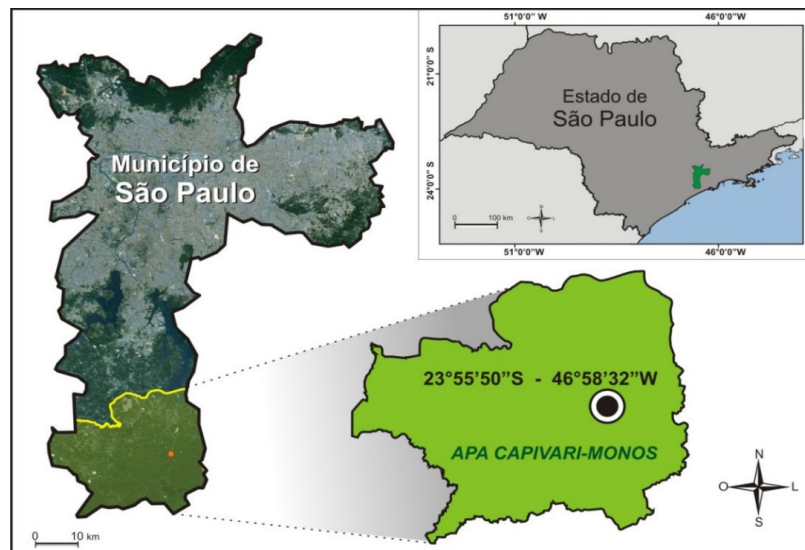 Município de
São Paulo
0 10 km
51°0'0" W
46°0'0" W
21°0'0" S
24°0'0" S
Estado de
São Paulo
0 100 km
N
O L
S
51°0'0" W
46°0'0" W
23°55'50"S - 46°58'32"W
APA CAPIVARI-MONOS
N
O L
S